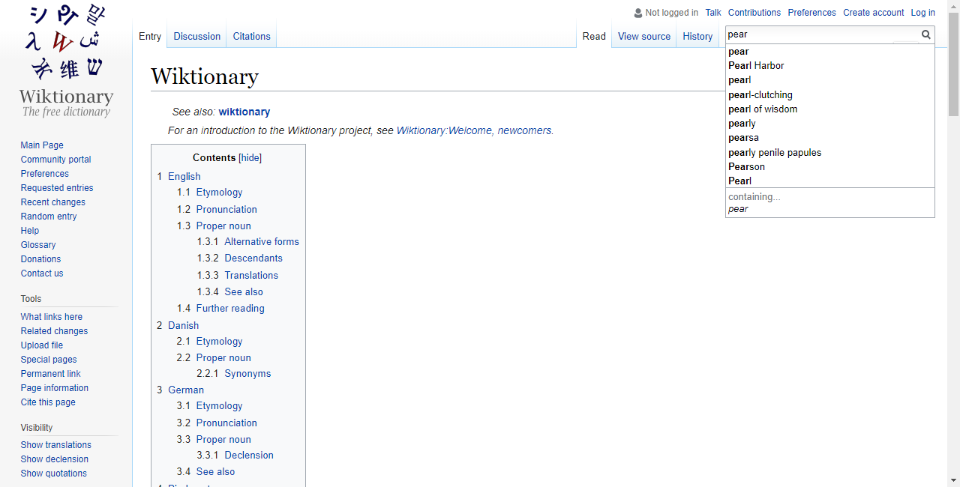 Not logged in Talk Contributions Preferences Create account Log in
Entry Discussion Citations Read View source History pear
pear
Pearl Harbor
pearl
pearl-clutching
pearl of wisdom
pearly
pearsa
pearly penile papules
Pearson
Pearl
containing...
pear
Wiktionary
The free dictionary
Main Page
Community portal
Preferences
Requested entries
Recent changes
Random entry
Help
Glossary
Donations
Contact us
Tools
What links here
Related changes
Upload file
Special pages
Permanent link
Page information
Cite this page
Visibility
Show translations
Show declension
Show quotations
Wiktionary
See also: wiktionary
For an introduction to the Wiktionary project, see Wiktionary:Welcome, newcomers.
Contents [hide]
1 English
1.1 Etymology
1.2 Pronunciation
1.3 Proper noun
1.3.1 Alternative forms
1.3.2 Descendants
1.3.3 Translations
1.3.4 See also
1.4 Further reading
2 Danish
2.1 Etymology
2.2 Proper noun
2.2.1 Synonyms
3 German
3.1 Etymology
3.2 Pronunciation
3.3 Proper noun
3.3.1 Declension
3.4 See also